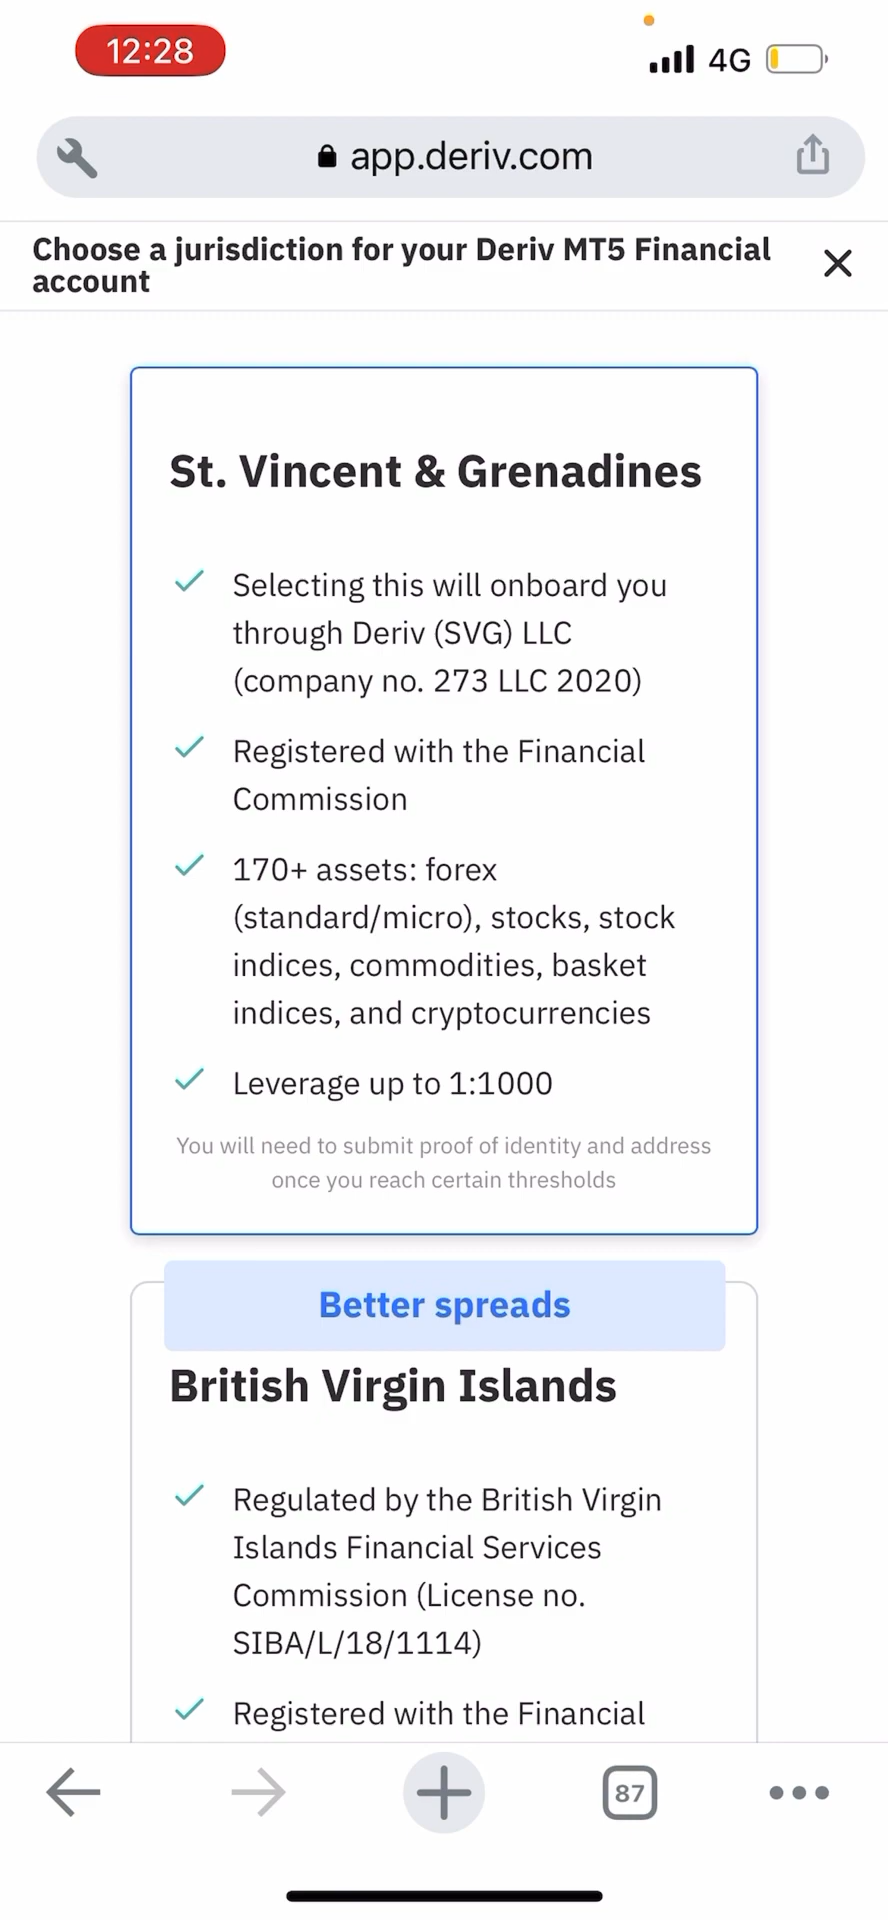 12:28
4G
app.deriv.com
Choose a jurisdiction for your Deriv MT5 Financial
account
St. Vincent & Grenadines
Selecting this will onboard you
through Deriv (SVG) LLC
(company no. 273 LLC 2020)
Registered with the Financial
Commission
170+ assets: forex
(standard/micro), stocks, stock
indices, commodities, basket
indices, and cryptocurrencies
Leverage up to 1:1000
You will need to submit proof of identity and address
once you reach certain thresholds
Better spreads
British Virgin Islands
Regulated by the British Virgin
Islands Financial Services
Commission (License no.
SIBA/L/18/1114)
Registered with the Financial
87